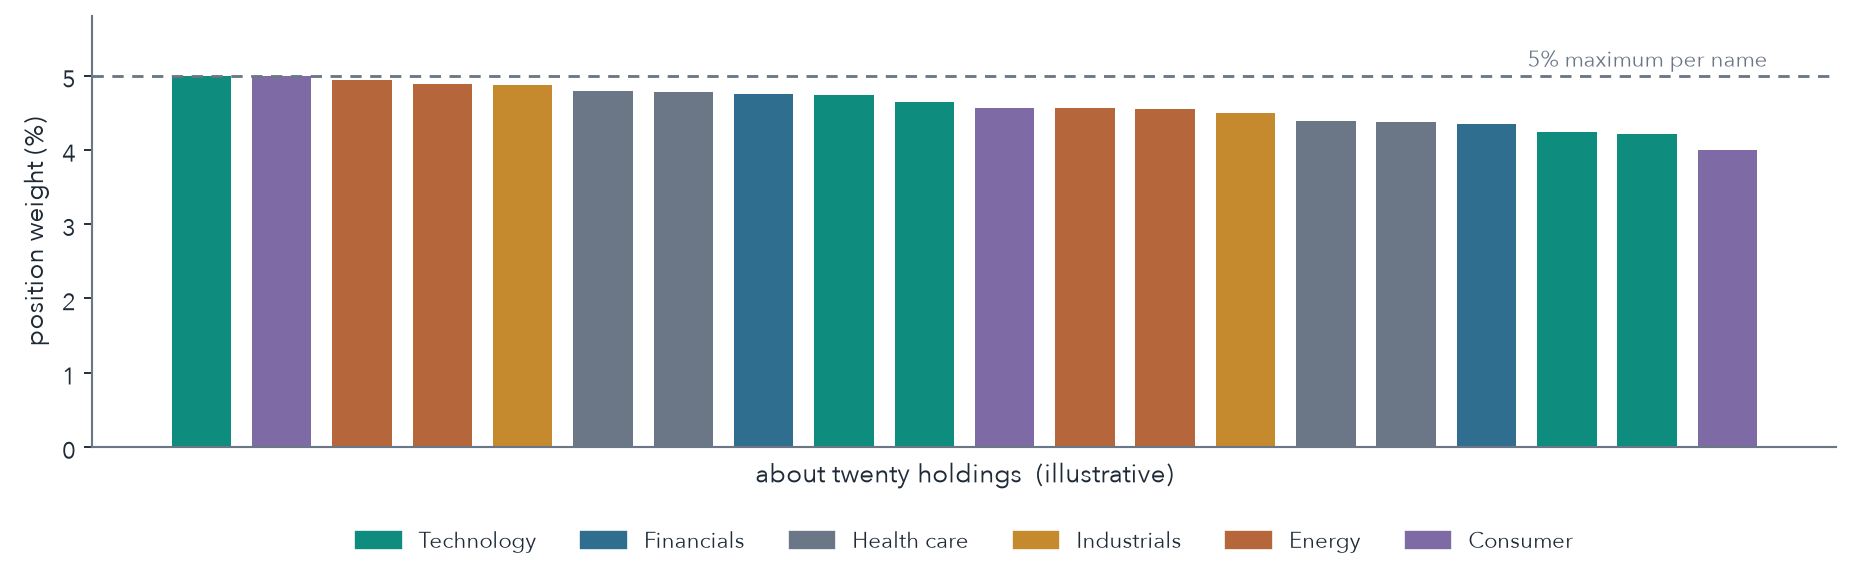 5% maximum per name
position weight (%)
5
4
3
2
1
0
about twenty holdings (illustrative)
Technology
Financials
Health care
Industrials
Energy
Consumer